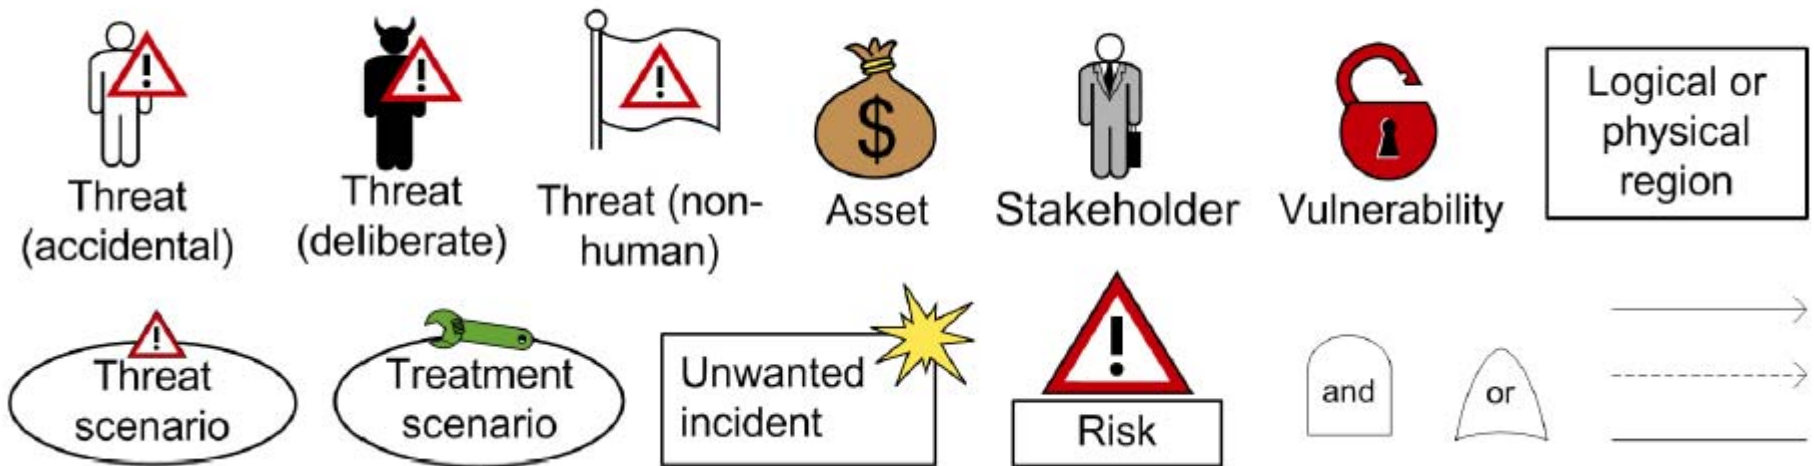 Threat
(accidental)
Threat
(deliberate)
Threat (non-
human)
$
Asset
Stakeholder
Vulnerability
Logical or
physical
region
!
Threat
scenario
Treatment
scenario
Unwanted
incident
!
Risk
and
or